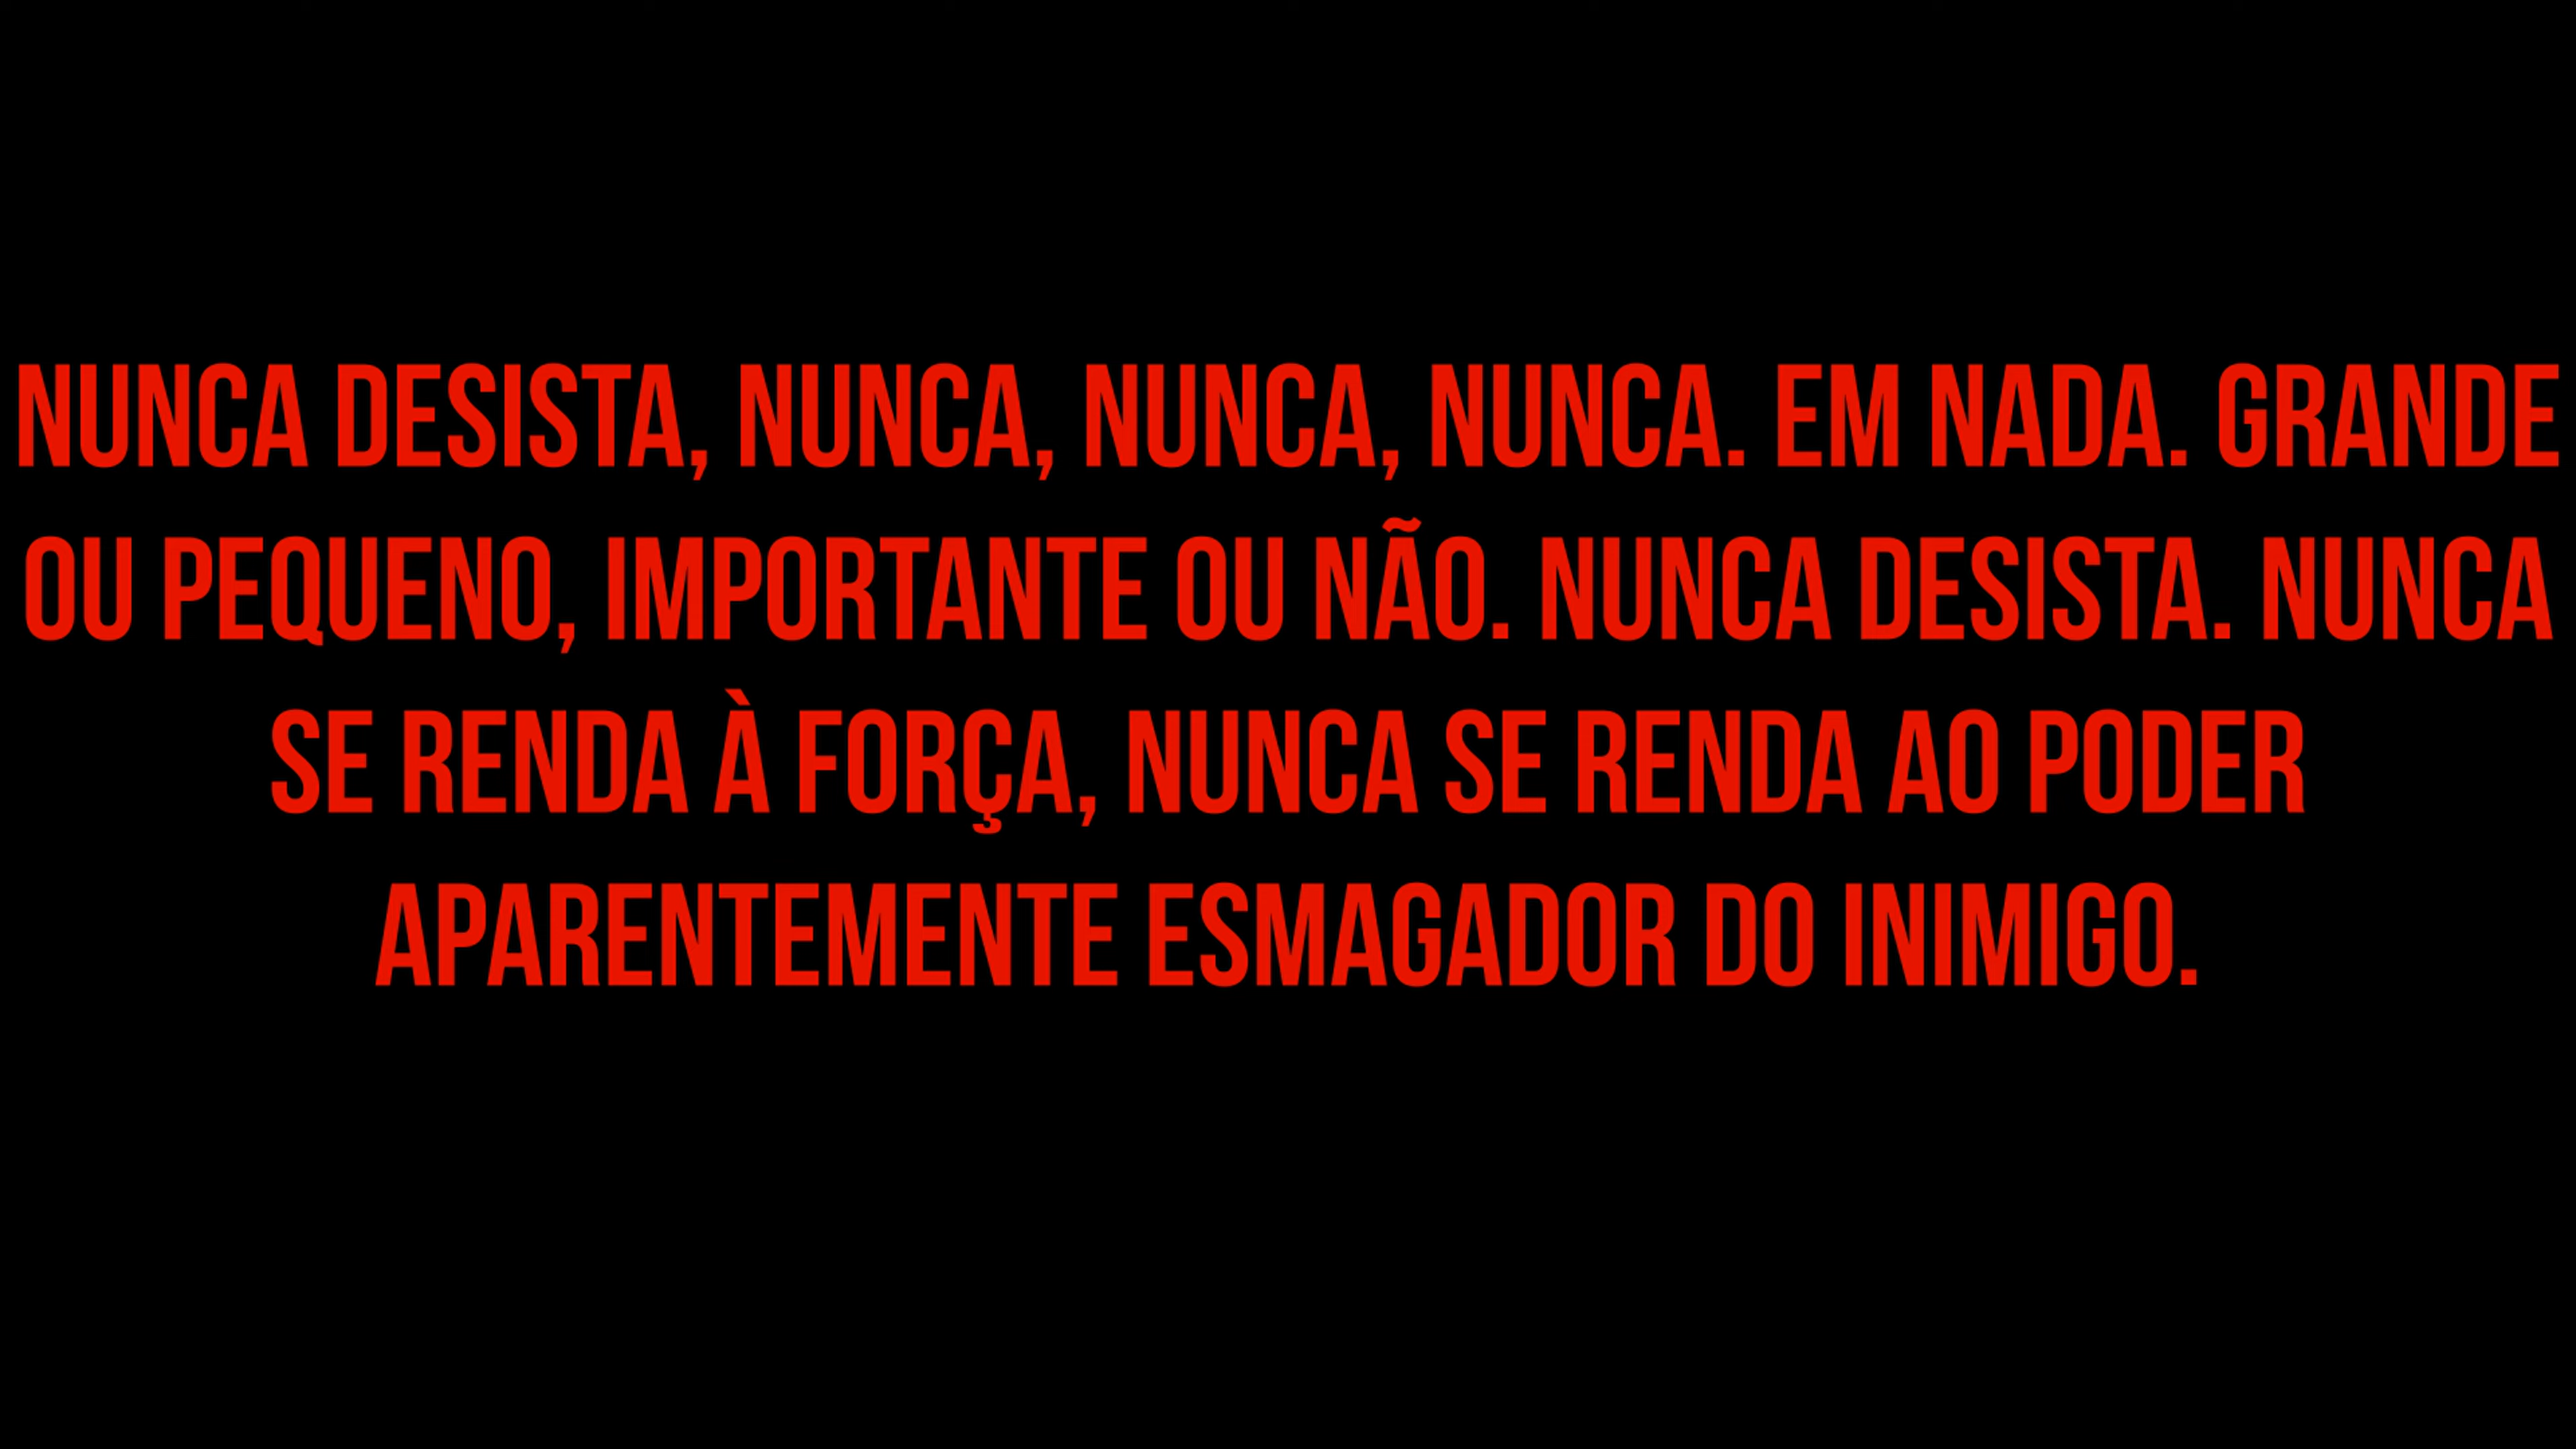 NUNCA DESISTA, NUNCA, NUNCA, NUNCA. EM NADA. GRANDE
OU PEQUENO, IMPORTANTE OU NÃO. NUNCA DESISTA. NUNCA
SE RENDA À FORÇA, NUNCA SE RENDA AO PODER
APARENTEMENTE ESMAGADOR DO INIMIGO.